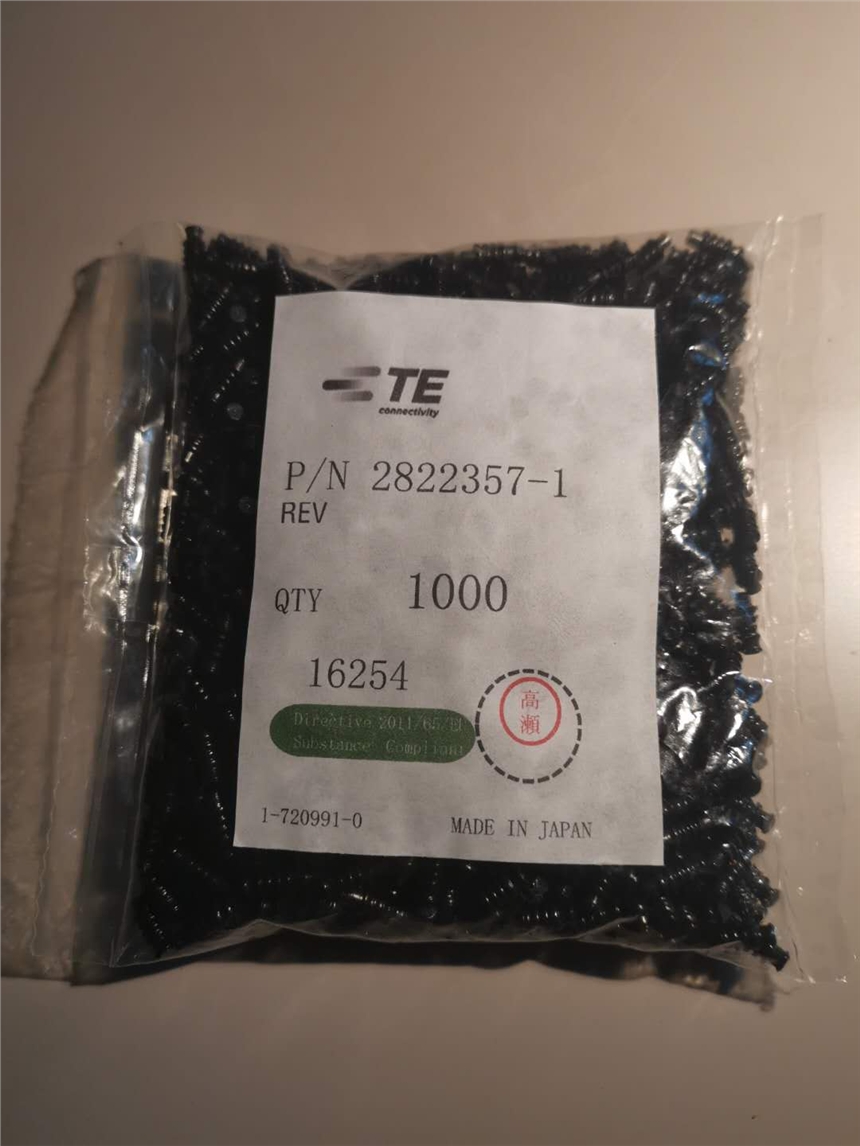 TE
connectivity
P/N 2822357-1
REV
QTY 1000
16254
Directive 2011/65/EU
Substance Compliant
高
瀬
1-720991-0
MADE IN JAPAN